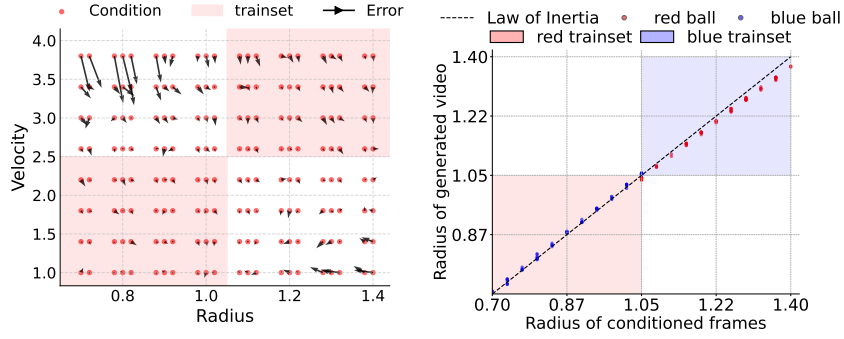 Condition trainset Error
4.0
3.5
3.0
2.5
2.0
1.5
1.0
Velocity
0.8 1.0 1.2 1.4
Radius
Law of Inertia red ball blue ball
red trainset blue trainset
1.40
1.22
1.05
0.87
Radius of generated video
0.70 0.87 1.05 1.22 1.40
Radius of conditioned frames